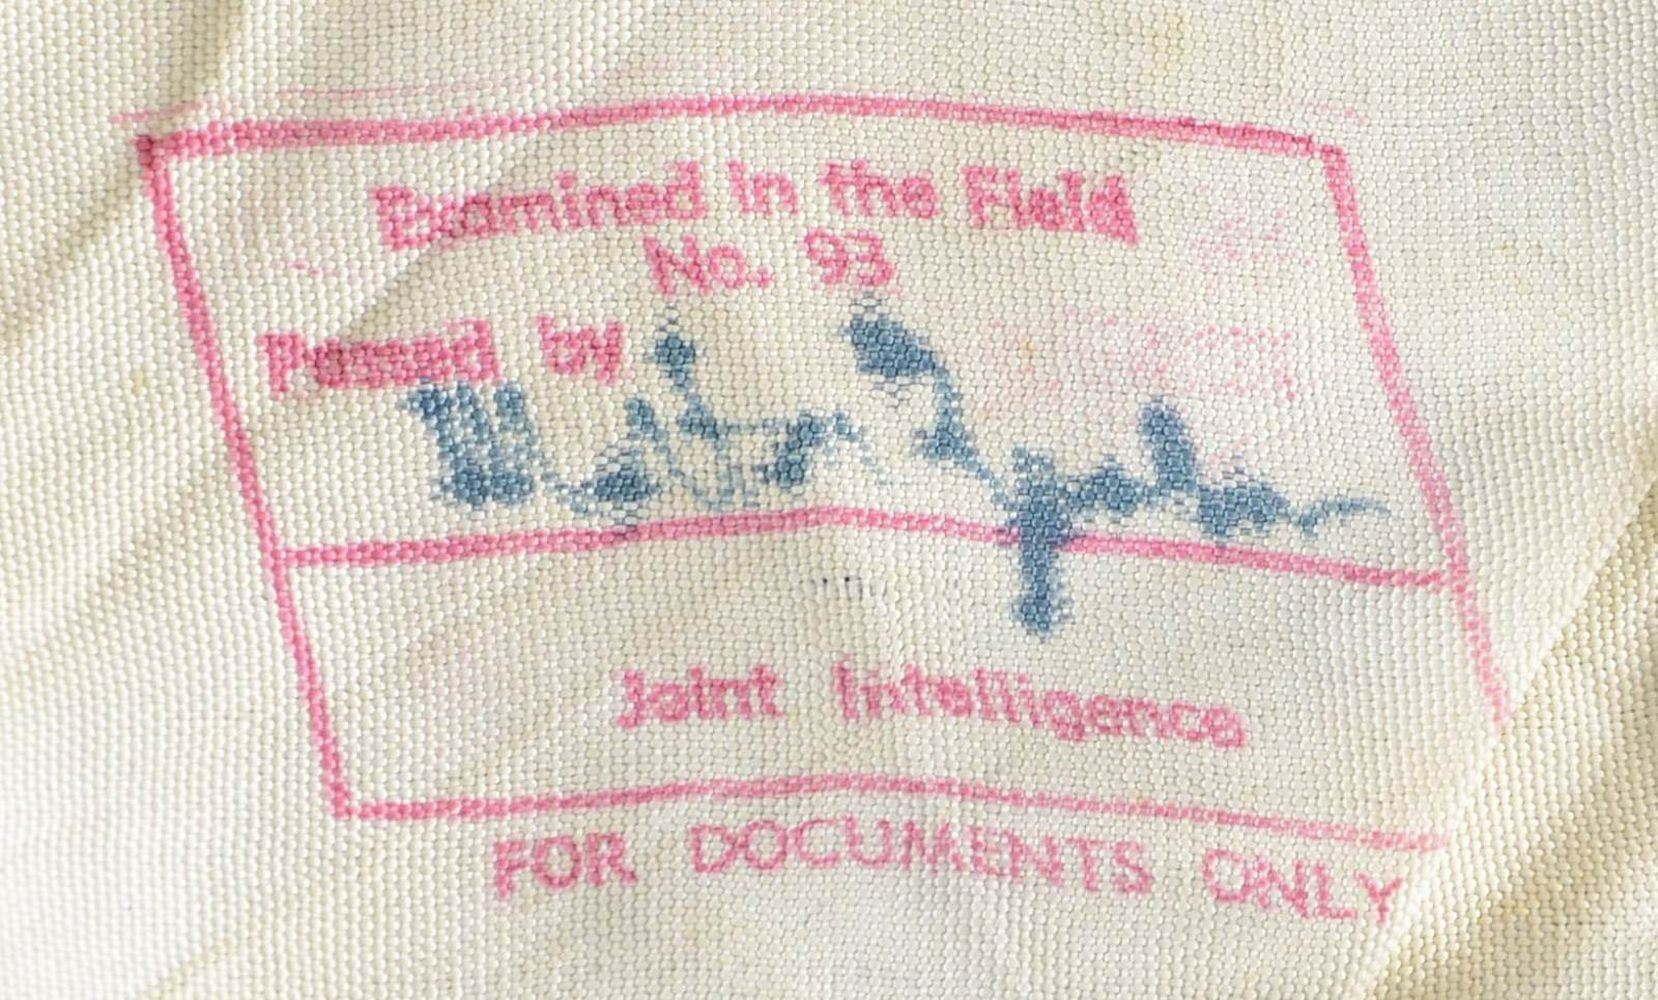 Examined in the Field
No. 93
Passed by
Joint Intelligence
FOR DOCUMENTS ONLY